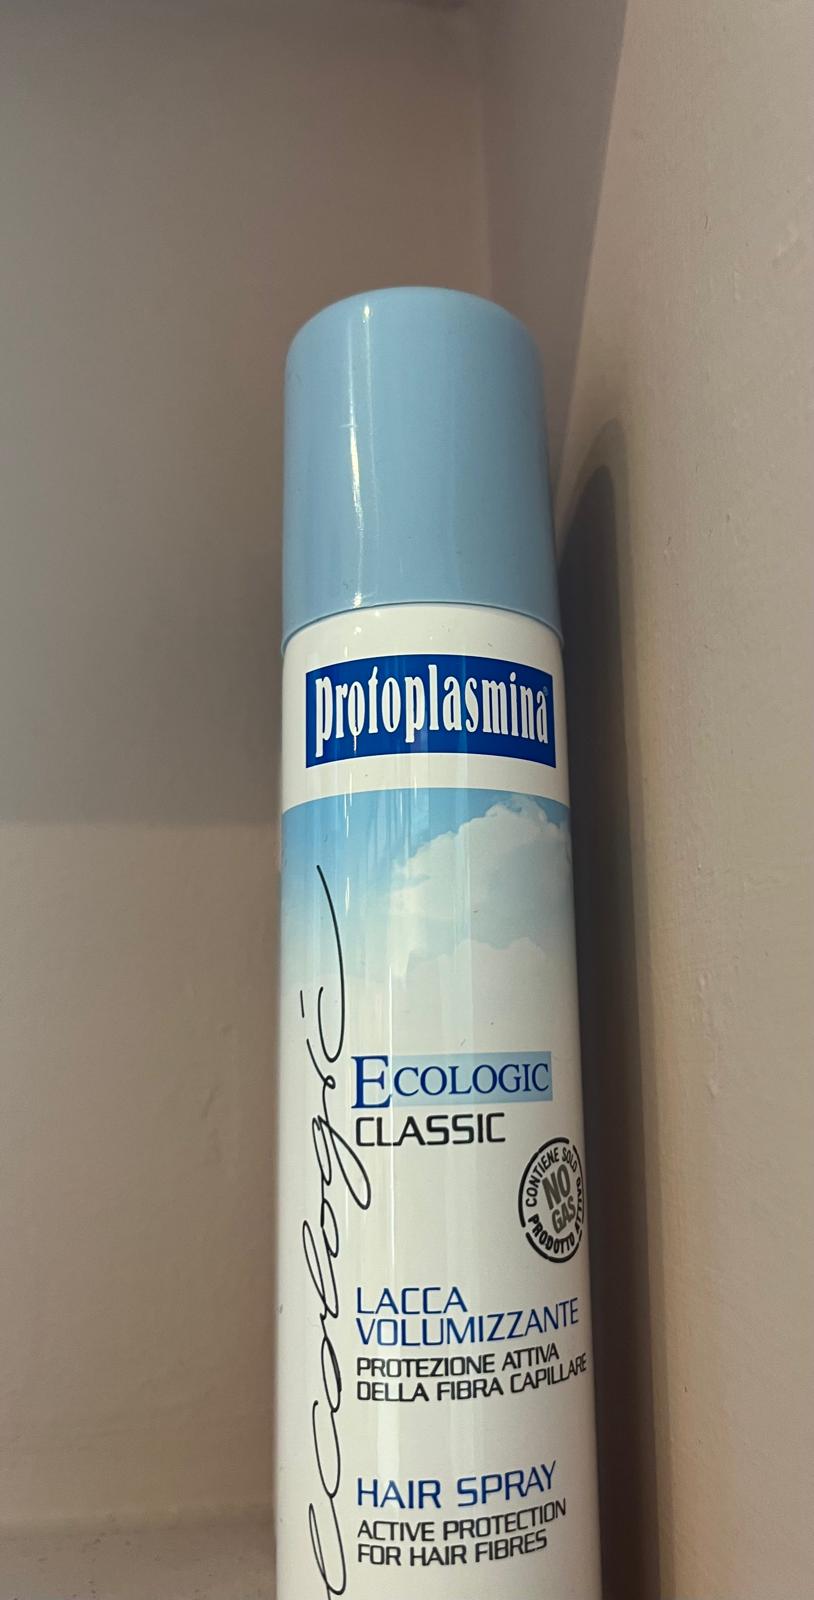 Protoplasmina
ecologic
ECOLOGIC
CLASSIC
CONTIENE SOLO
NO
GAS
PRODOTTO
LACCA
VOLUMIZZANTE
PROTEZIONE ATTIVA
DELLA FIBRA CAPILLARE
HAIR SPRAY
ACTIVE PROTECTION
FOR HAIR FIBRES